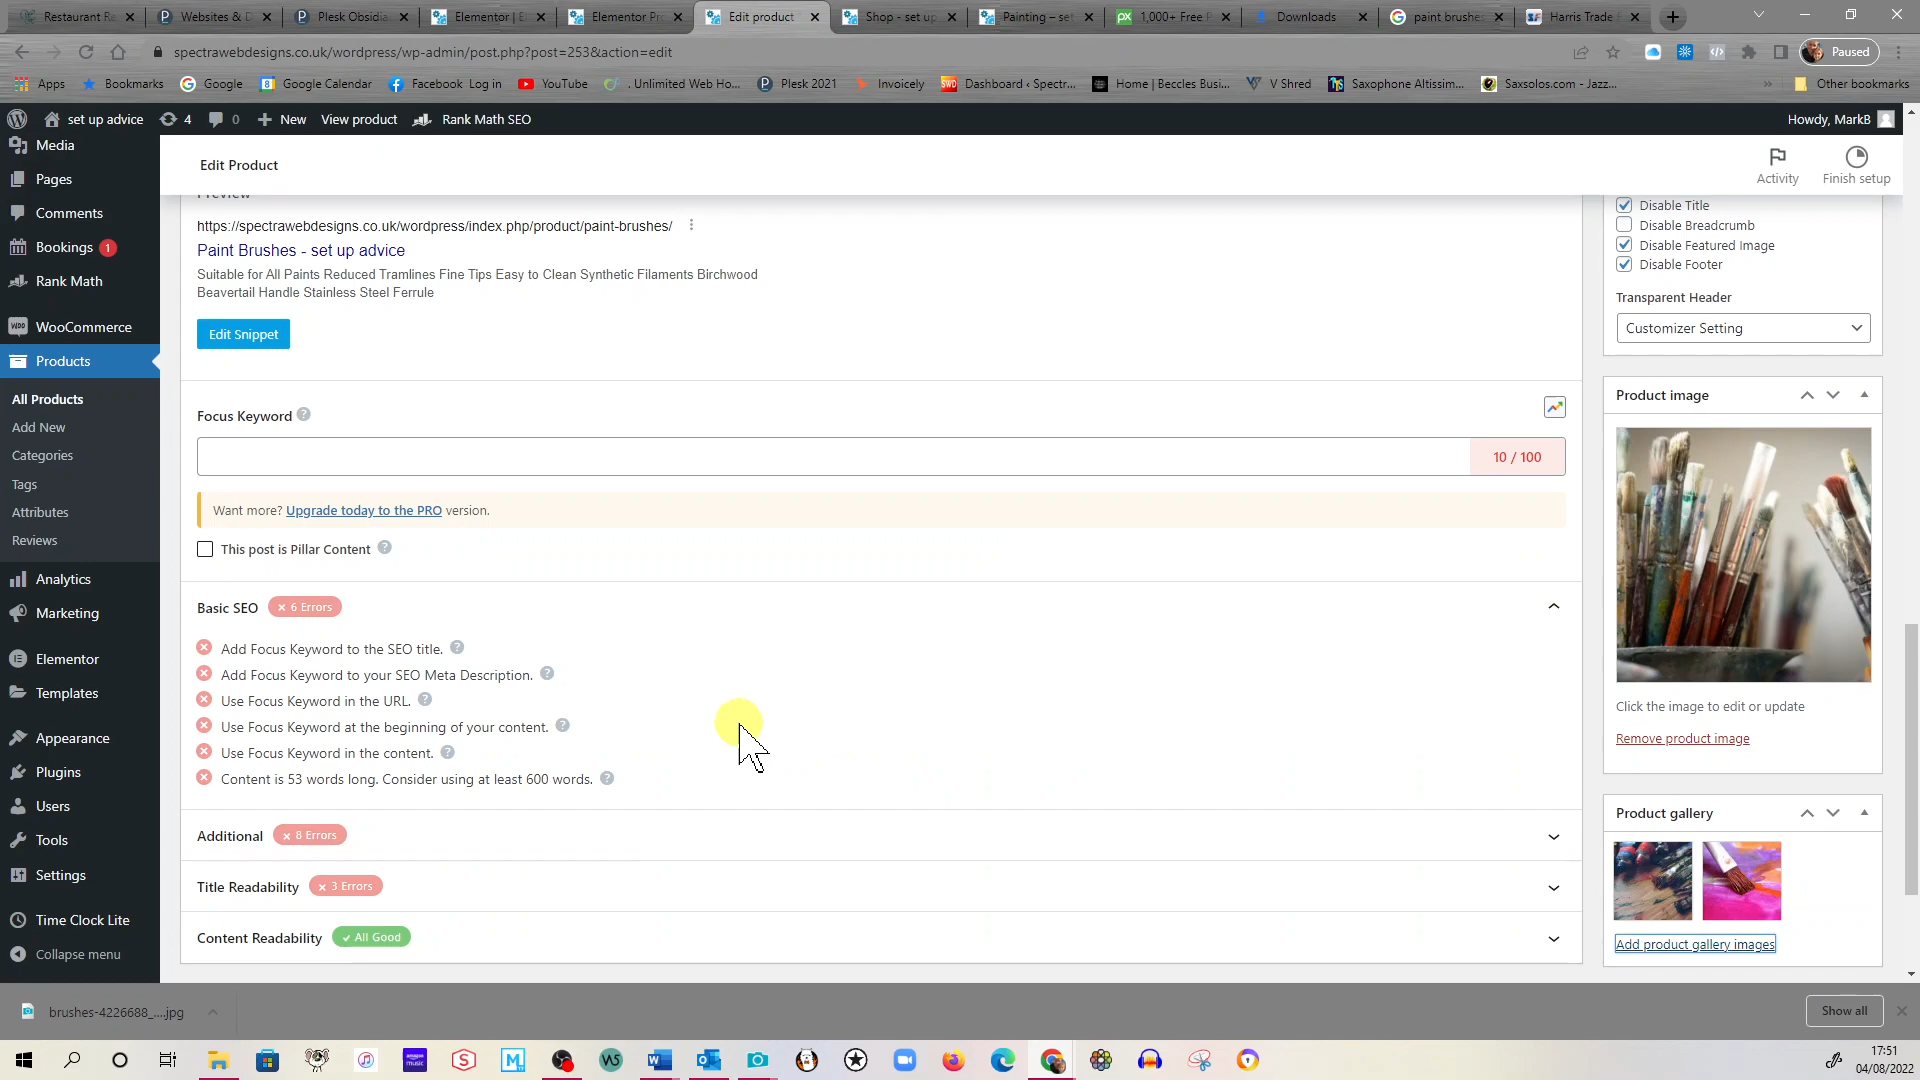 Restaurant Re
Websites & D
Plesk Obsidia
Elementor | E
Elementor Pr
Edit product
Shop - set up
Painting – set
1,000+ Free P
Downloads
paint brushes
Harris Trade
spectrawebdesigns.co.uk/wordpress/wp-admin/post.php?post=253&action=edit
Paused
Apps
Bookmarks
Google
Google Calendar
Facebook Log in
YouTube
. Unlimited Web Ho...
Plesk 2021
Invoicely
Dashboard ‹ Spectr...
Home | Beccles Busi...
V Shred
Saxophone Altissim...
Saxsolos.com - Jazz...
»
Other bookmarks
set up advice
4
0
New
View product
Rank Math SEO
Howdy, MarkB
Media
Pages
Comments
Bookings 1
Rank Math
WooCommerce
Products
All Products
Add New
Categories
Tags
Attributes
Reviews
Analytics
Marketing
Elementor
Templates
Appearance
Plugins
Users
Tools
Settings
Time Clock Lite
Collapse menu
Edit Product
Activity
Finish setup
Preview
https://spectrawebdesigns.co.uk/wordpress/index.php/product/paint-brushes/
Paint Brushes - set up advice
Suitable for All Paints Reduced Tramlines Fine Tips Easy to Clean Synthetic Filaments Birchwood
Beavertail Handle Stainless Steel Ferrule
Edit Snippet
Focus Keyword
10 / 100
Want more? Upgrade today to the PRO version.
This post is Pillar Content
Basic SEO
× 6 Errors
Add Focus Keyword to the SEO title.
Add Focus Keyword to your SEO Meta Description.
Use Focus Keyword in the URL.
Use Focus Keyword at the beginning of your content.
Use Focus Keyword in the content.
Content is 53 words long. Consider using at least 600 words.
Additional
× 8 Errors
Title Readability
× 3 Errors
Content Readability
All Good
Disable Title
Disable Breadcrumb
Disable Featured Image
Disable Footer
Transparent Header
Customizer Setting
Product image
Click the image to edit or update
Remove product image
Product gallery
Add product gallery images
brushes-4226688_....jpg
Show all
17:51
04/08/2022